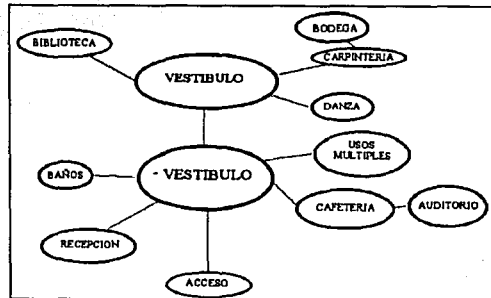 BODEGA
BIBLIOTECA
CARPINTERIA
VESTIBULO
DANZA
USOS
MULTIPLES
- VESTIBULO
BAÑOS
CAFETERIA
AUDITORIO
RECEPCION
ACCESO